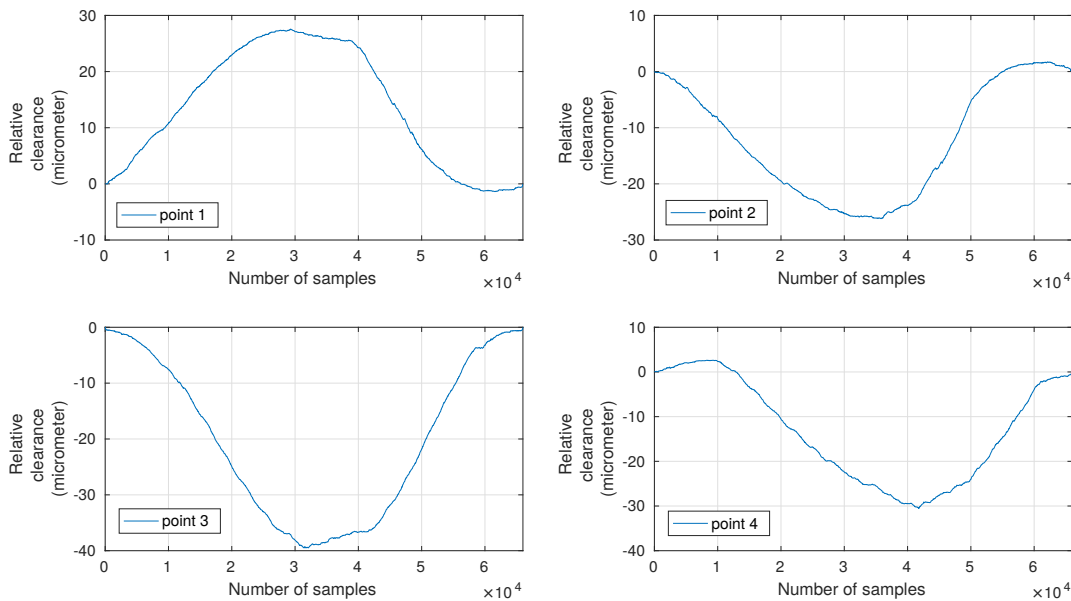 30
20
10
0
-10
Relative
clearance
(micrometer)
point 1
0 1 2 3 4 5 6
Number of samples
×10^4
10
0
-10
-20
-30
Relative
clearance
(micrometer)
point 2
0 1 2 3 4 5 6
Number of samples
×10^4
0
-10
-20
-30
-40
Relative
clearance
(micrometer)
point 3
0 1 2 3 4 5 6
Number of samples
×10^4
10
0
-10
-20
-30
-40
Relative
clearance
(micrometer)
point 4
0 1 2 3 4 5 6
Number of samples
×10^4